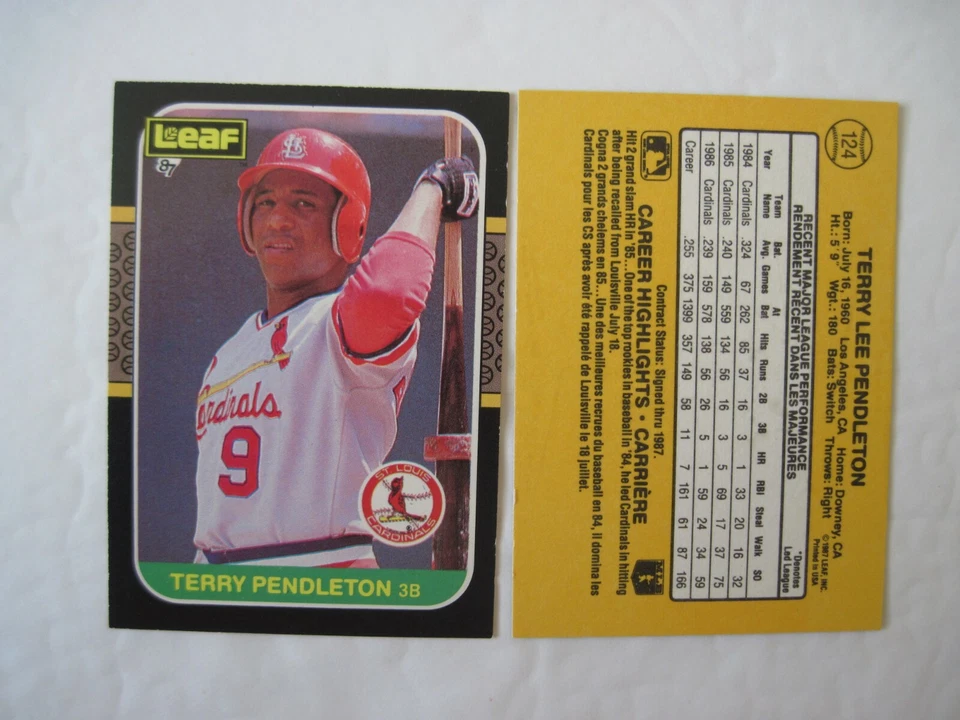 Leaf
87
Cardinals
9
ST. LOUIS
CARDINALS
TERRY PENDLETON 3B
124
TERRY LEE PENDLETON
Born: July 16, 1960 Los Angeles, CA Home: Downey, CA
Ht.: 5' 9" Wgt.: 180 Bats: Switch Throws: Right
©1987 LEAF, INC.
Printed in USA
RECENT MAJOR LEAGUE PERFORMANCE
RENDEMENT RÉCENT DANS LES MAJEURES
*Denotes
Led League
Year Team Name Bat. Avg. Games At Bat Hits Runs 2B 3B HR RBI Steal Walk SO
1984 Cardinals .324 67 262 85 37 16 3 1 33 20 16 32
1985 Cardinals .240 149 559 134 56 16 3 5 69 17 37 75
1986 Cardinals .239 159 578 138 56 26 5 1 59 24 34 59
Career .255 375 1399 357 149 58 11 7 161 61 87 166
Contract Status: Signed thru 1987.
CAREER HIGHLIGHTS • CARRIÈRE
Hit 2 grand slam HR in '85...One of the top rookies in baseball in '84, he led Cardinals in hitting
after being recalled from Louisville July 18.
Cogna 2 grands chelems en 85...Une des meilleures recrues du baseball en 84, il domina les
Cardinals pour les CS après avoir été rappelé de Louisville le 18 juillet.